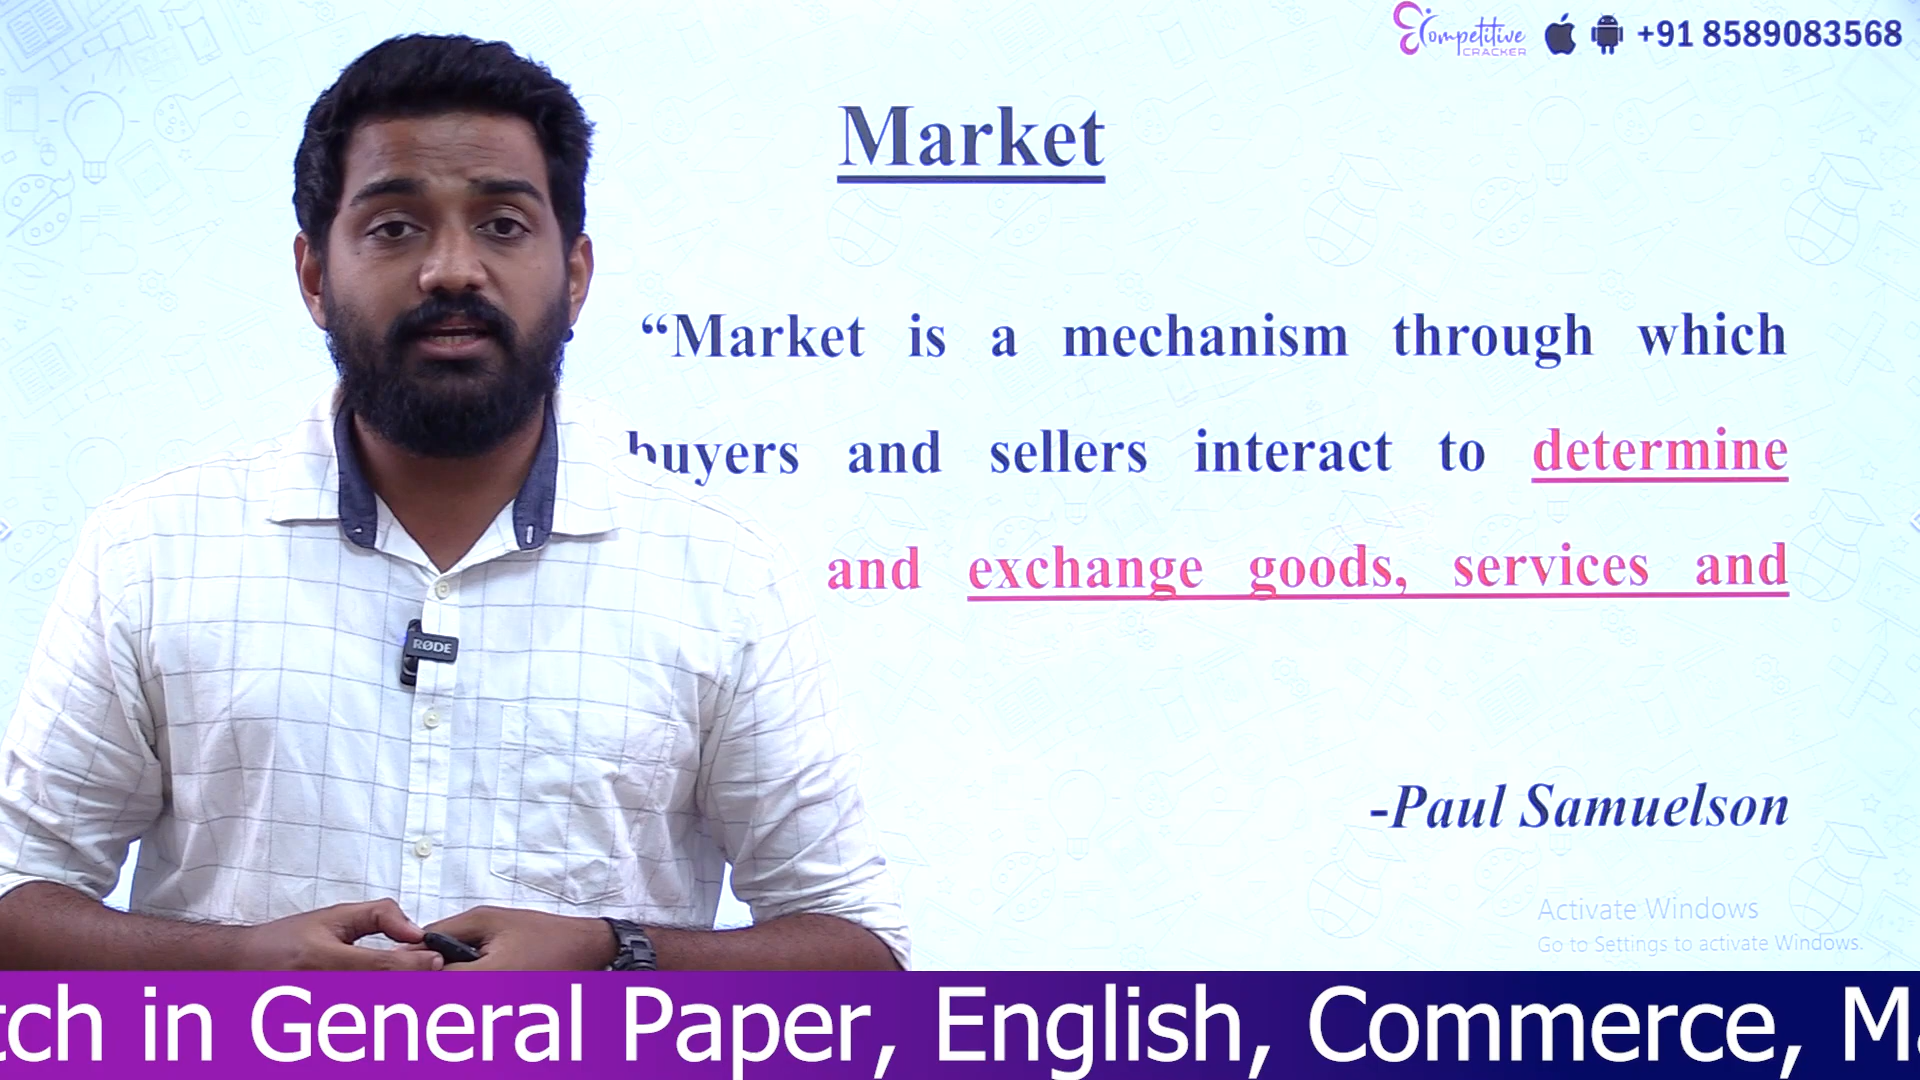 Competitive
CRACKER
+91 8589083568
Market
“Market is a mechanism through which
buyers and sellers interact to determine
and exchange goods, services and
-Paul Samuelson
RØDE
Activate Windows
Go to Settings to activate Windows.
in General Paper, English, Commerce,